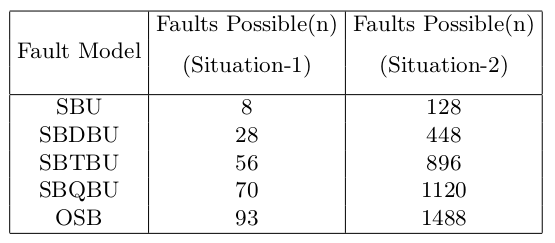 Fault Model Faults Possible(n) (Situation-1) Faults Possible(n) (Situation-2)
SBU 8 128
SBDBU 28 448
SBTBU 56 896
SBQBU 70 1120
OSB 93 1488